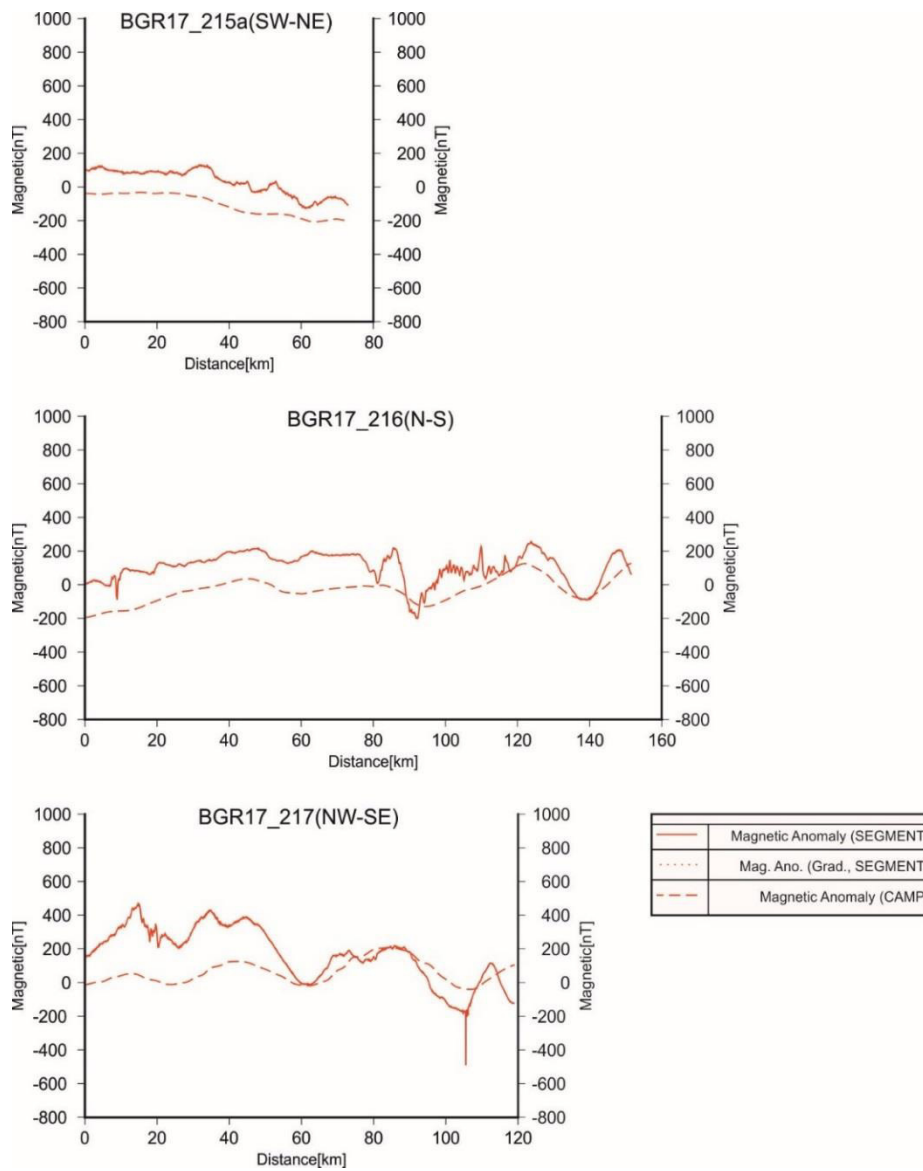 BGR17_215a(SW-NE)
1000 1000
800 800
600 600
400 400
200 200
0 0
-200 -200
-400 -400
-600 -600
-800 -800
Magnetic[nT] Magnetic[nT]
0 20 40 60 80
Distance[km]
BGR17_216(N-S)
1000 1000
800 800
600 600
400 400
200 200
0 0
-200 -200
-400 -400
-600 -600
-800 -800
Magnetic[nT] Magnetic[nT]
0 20 40 60 80 100 120 140 160
Distance[km]
BGR17_217(NW-SE)
1000 1000
800 800
600 600
400 400
200 200
0 0
-200 -200
-400 -400
-600 -600
-800 -800
Magnetic[nT] Magnetic[nT]
0 20 40 60 80 100 120
Distance[km]
Magnetic Anomaly (SEGMENT
Mag. Ano. (Grad., SEGMENT
Magnetic Anomaly (CAMP